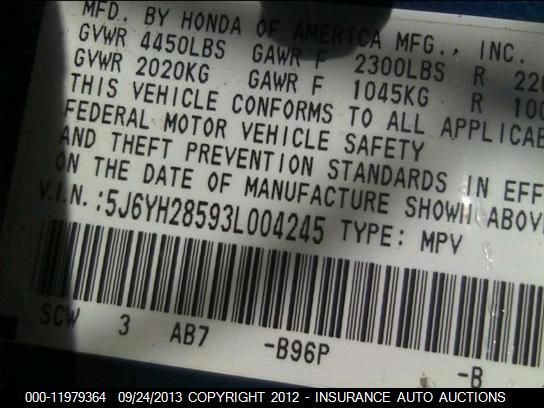 MFD. BY HONDA OF AMERICA MFG., INC.
GVWR 4450LBS GAWR F 2300LBS R
GVWR 2020KG GAWR F 1045KG R
THIS VEHICLE CONFORMS TO ALL
FEDERAL MOTOR VEHICLE SAFETY
AND THEFT PREVENTION STANDARDS IN
ON THE DATE OF MANUFACTURE SHOWN
V.I.N.:5J6YH28593L004245 TYPE: MPV
SCW 3 AB7 -B96P -B
000-11979364 09/24/2013 COPYRIGHT 2012 - INSURANCE AUTO AUCTIONS